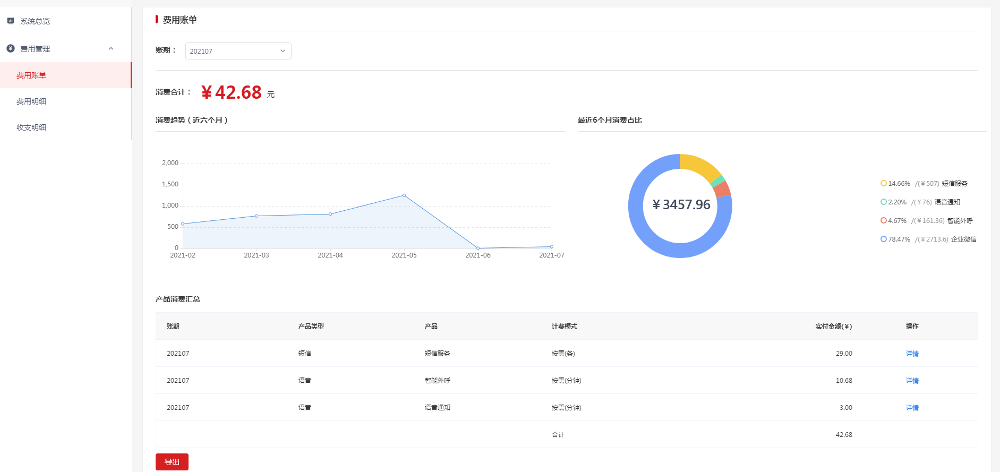 系统总览
费用管理
费用账单
费用明细
收支明细
费用账单
账期： 202107
消费合计： ￥42.68 元
消费趋势（近六个月）
2,000
1,500
1,000
500
0
2021-02 2021-03 2021-04 2021-05 2021-06 2021-07
最近6个月消费占比
￥3457.96
14.66% /(￥507) 短信服务
2.20% /(￥76) 语音通知
4.67% /(￥161.36) 智能外呼
78.47% /(￥2713.6) 企业微信
产品消费汇总
账期 产品类型 产品 计费模式 实付金额(￥) 操作
202107 短信 短信服务 按需(条) 29.00 详情
202107 语音 智能外呼 按需(分钟) 10.68 详情
202107 语音 语音通知 按需(分钟) 3.00 详情
合计 42.68
导出